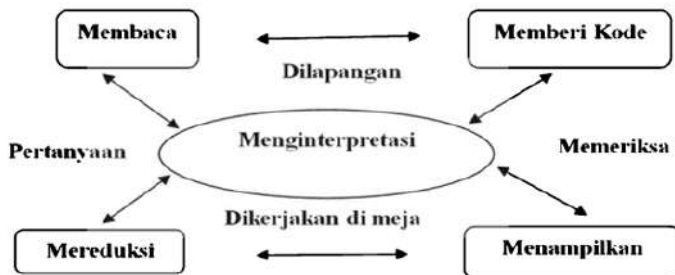 Membaca
Memberi Kode
Dilapangan
Menginterpretasi
Pertanyaan
Memeriksa
Dikerjakan di meja
Mereduksi
Menampilkan